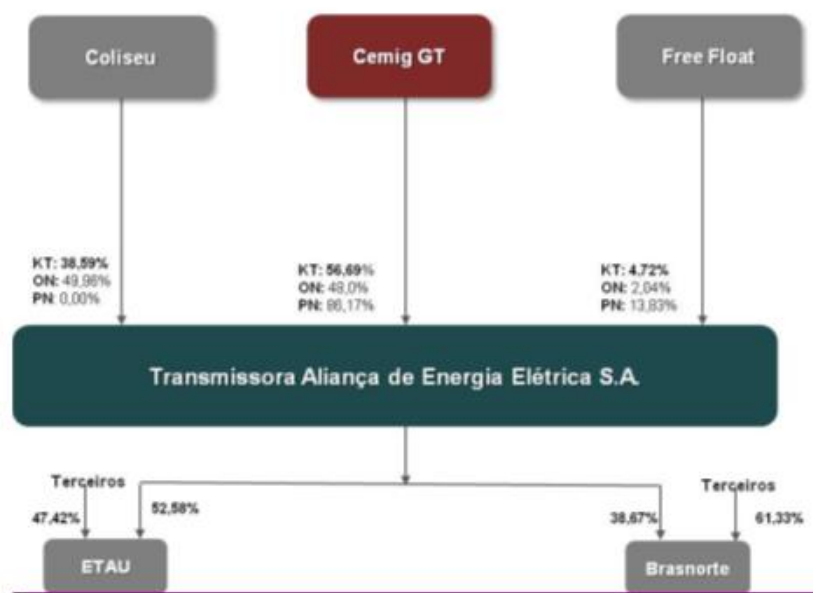 Coliseu
Cemig GT
Free Float
KT: 38,59%
ON: 49,96%
PN: 0,00%
KT: 56,69%
ON: 48,0%
PN: 86,17%
KT: 4,72%
ON: 2,04%
PN: 13,83%
Transmissora Aliança de Energia Elétrica S.A.
Terceiros
47,42%
52,58%
ETAU
Terceiros
38,67%
61,33%
Brasnorte